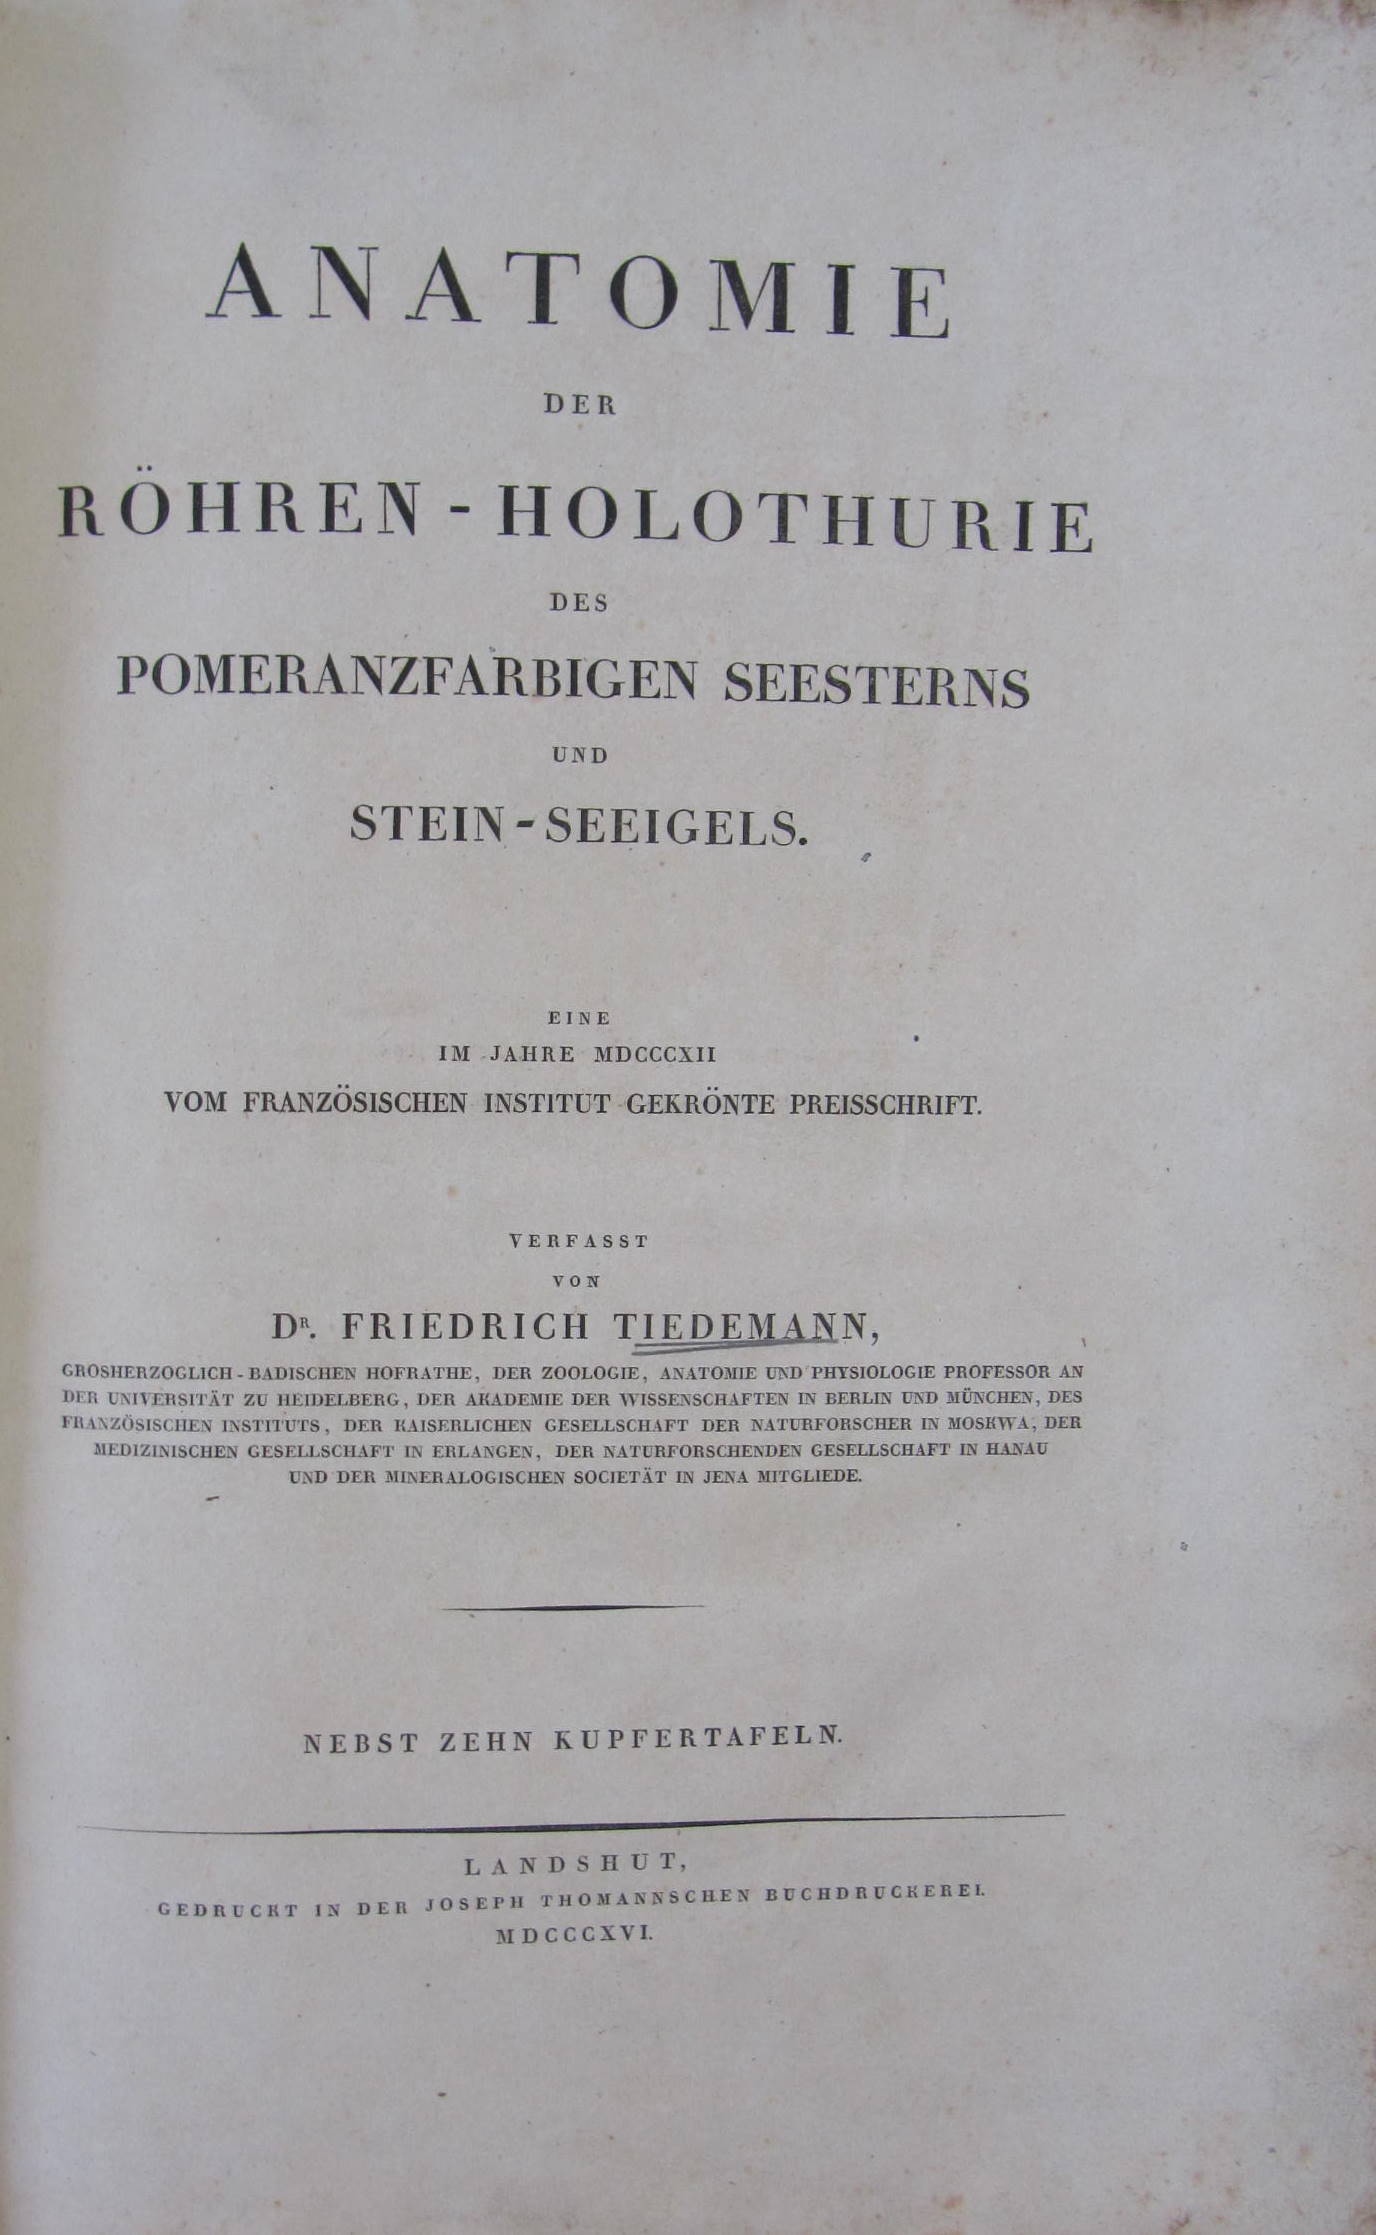 ANATOMIE
DER
RÖHREN-HOLOTHURIE
DES
POMERANZFARBIGEN SEESTERNS
UND
STEIN-SEEIGELS.
EINE
IM JAHRE MDCCCXII
VOM FRANZÖSISCHEN INSTITUT GEKRÖNTE PREISSCHRIFT.
VERFASST
VON
DR. FRIEDRICH TIEDEMANN,
GROSHERZOGLICH-BADISCHEN HOFRATHE, DER ZOOLOGIE, ANATOMIE UND PHYSIOLOGIE PROFESSOR AN
DER UNIVERSITÄT ZU HEIDELBERG, DER AKADEMIE DER WISSENSCHAFTEN IN BERLIN UND MÜNCHEN, DES
FRANZÖSISCHEN INSTITUTS, DER KAISERLICHEN GESELLSCHAFT DER NATURFORSCHER IN MOSKWA, DER
MEDIZINISCHEN GESELLSCHAFT IN ERLANGEN, DER NATURFORSCHENDEN GESELLSCHAFT IN HANAU
UND DER MINERALOGISCHEN SOCIETÄT IN JENA MITGLIEDE.
NEBST ZEHN KUPFERTAFELN.
LANDSHUT,
GEDRUCKT IN DER JOSEPH THOMANNSCHEN BUCHDRUCKEREI.
MDCCCXVI.